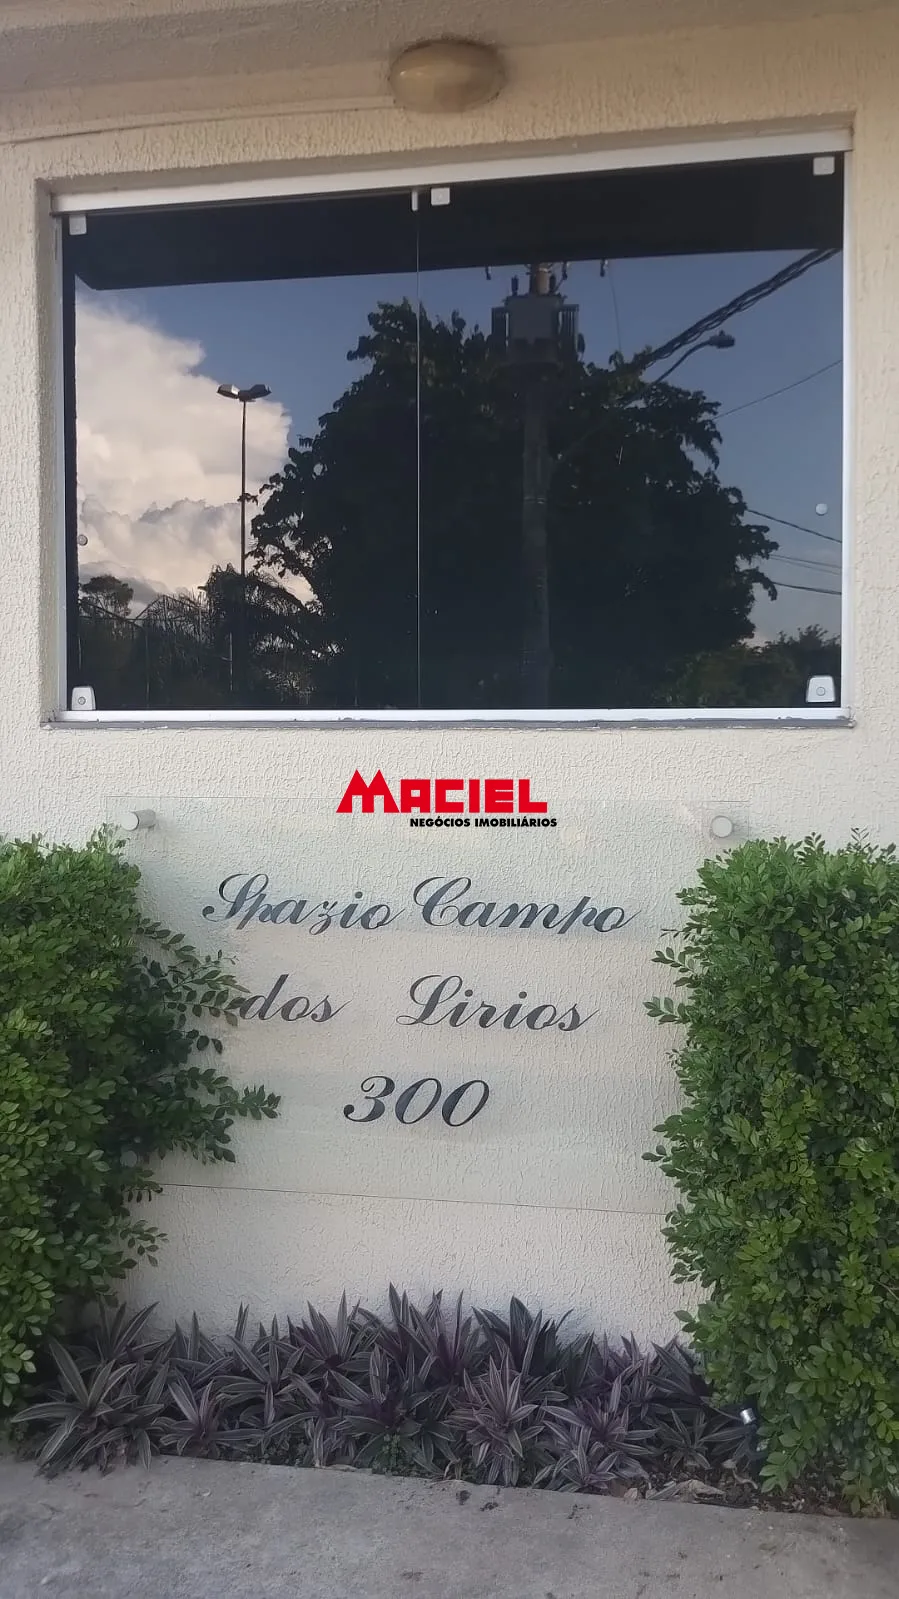 MACIEL
NEGÓCIOS IMOBILIÁRIOS
Spazio Campo
dos Lirios
300